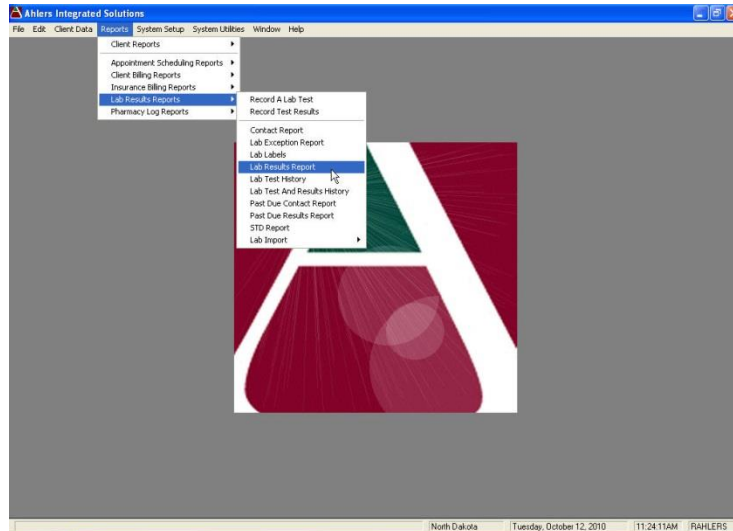 Ahlers Integrated Solutions
File Edit Client Data Reports System Setup System Utilities Window Help
Client Reports
Appointment Scheduling Reports
Client Billing Reports
Insurance Billing Reports
Lab Results Reports
Pharmacy Log Reports
Record A Lab Test
Record Test Results
Contact Report
Lab Exception Report
Lab Labels
Lab Results Report
Lab Test History
Lab Test And Results History
Past Due Contact Report
Past Due Results Report
STD Report
Lab Import
North Dakota Tuesday, October 12, 2010 11:24:11AM RAHLERS